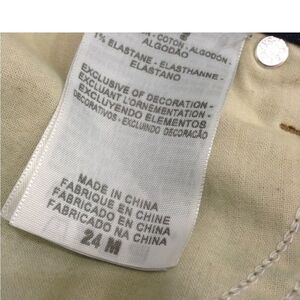 COTON - ALGODÓN -
ALGODÃO
1% ELASTANE - ELASTHANNE -
ELASTANO
EXCLUSIVE OF DECORATION -
EXCLUANT L'ORNEMENTATION -
EXCLUYENDO ELEMENTOS
DECORATIVOS - EXCLUINDO DECORAÇÃO
MADE IN CHINA
FABRIQUE EN CHINE
FABRICADO EN CHINA
FABRICADO NA CHINA
24 M